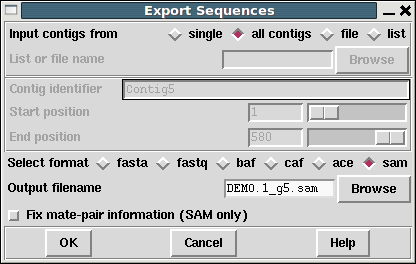 Export Sequences
Input contigs from single all contigs file list
List or file name Browse
Contig identifier Contig5
Start position 1
End position 580
Select format fasta fastq baf caf ace sam
Output filename DEMO.1_g5.sam Browse
Fix mate-pair information (SAM only)
OK Cancel Help